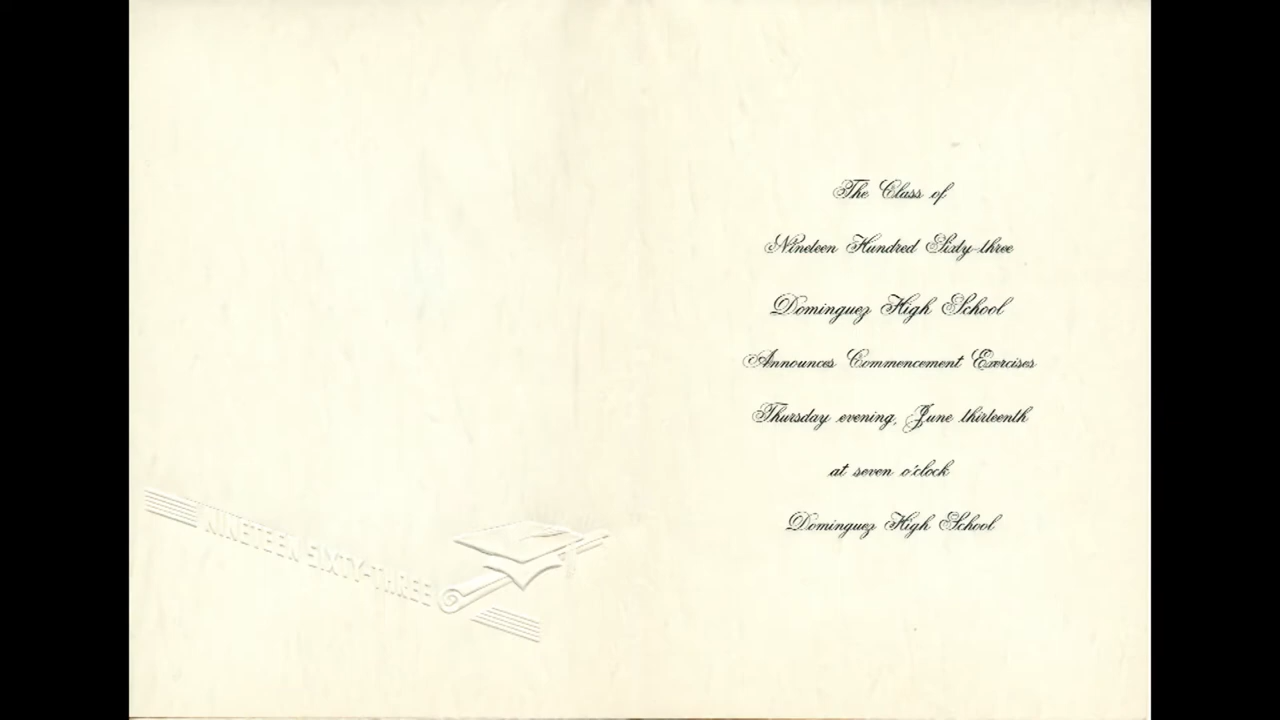 NINETEEN SIXTY-THREE
The Class of
Nineteen Hundred Sixty-three
Dominguez High School
Announces Commencement Exercises
Thursday evening, June thirteenth
at seven o'clock
Dominguez High School